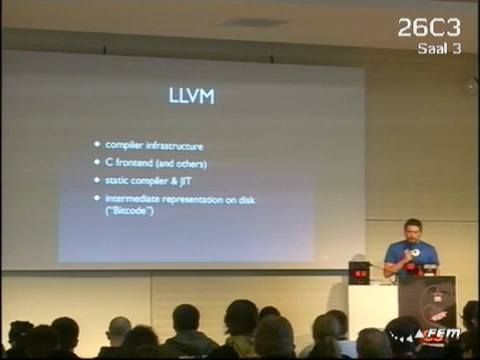 26C3
Saal 3
LLVM
compiler infrastructure
C frontend (and others)
static compiler & JIT
intermediate representation on disk
("Bitcode")
FEM